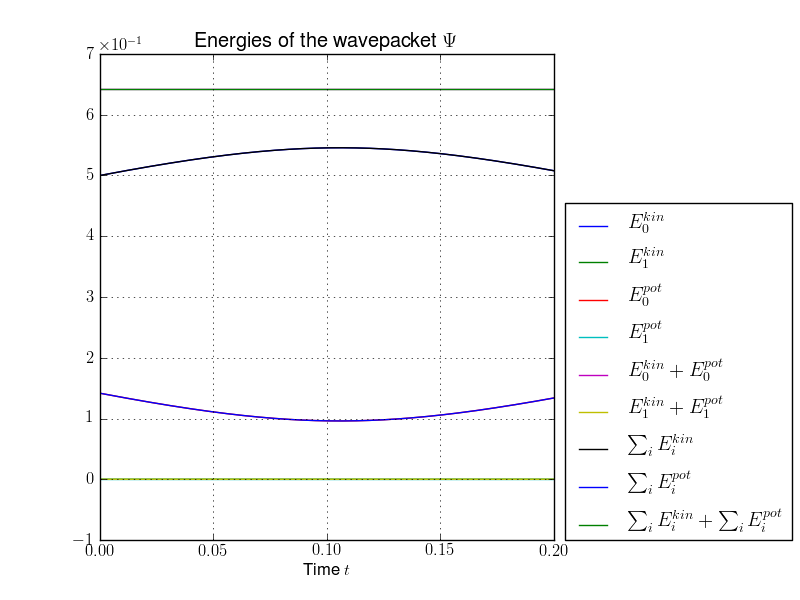 Energies of the wavepacket Ψ
×10⁻¹
7
6
5
4
3
2
1
0
−1
0.00 0.05 0.10 0.15 0.20
Time t
E₀^{kin}
E₁^{kin}
E₀^{pot}
E₁^{pot}
E₀^{kin} + E₀^{pot}
E₁^{kin} + E₁^{pot}
∑ᵢ Eᵢ^{kin}
∑ᵢ Eᵢ^{pot}
∑ᵢ Eᵢ^{kin} + ∑ᵢ Eᵢ^{pot}